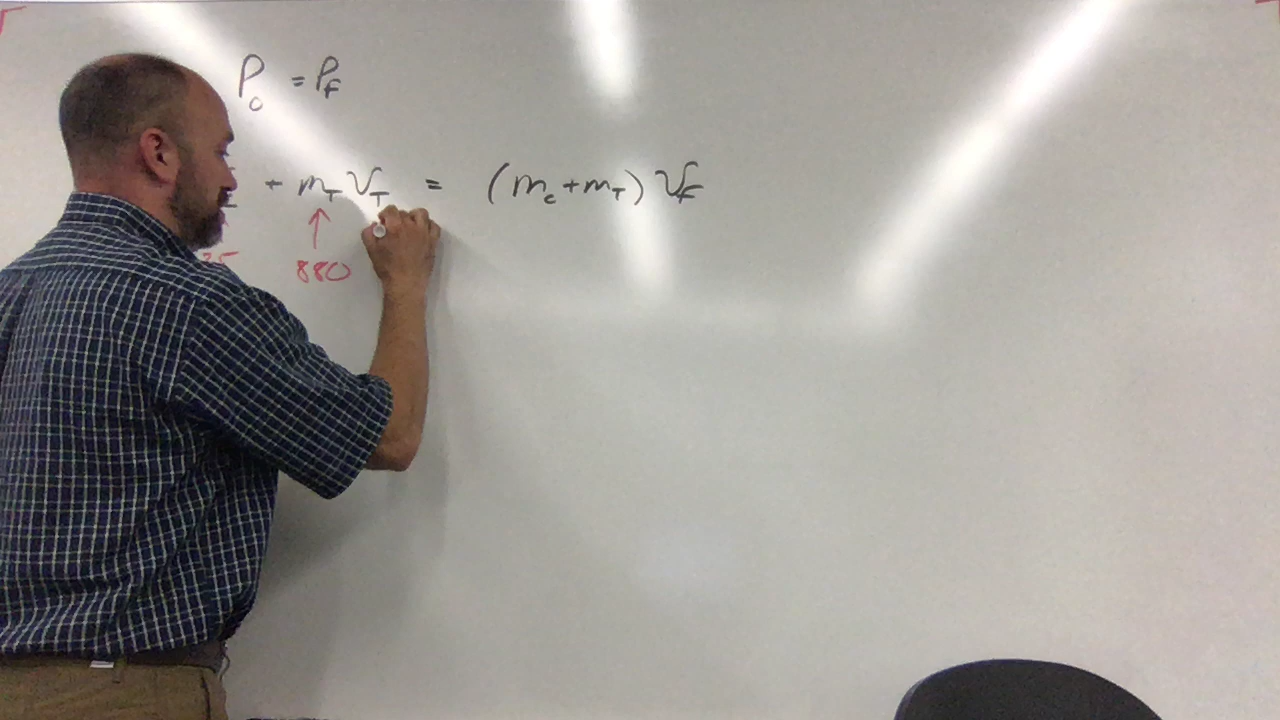 P₀ = P_F
+ m_T V_T = (m_c + m_T) V_F
↑
880